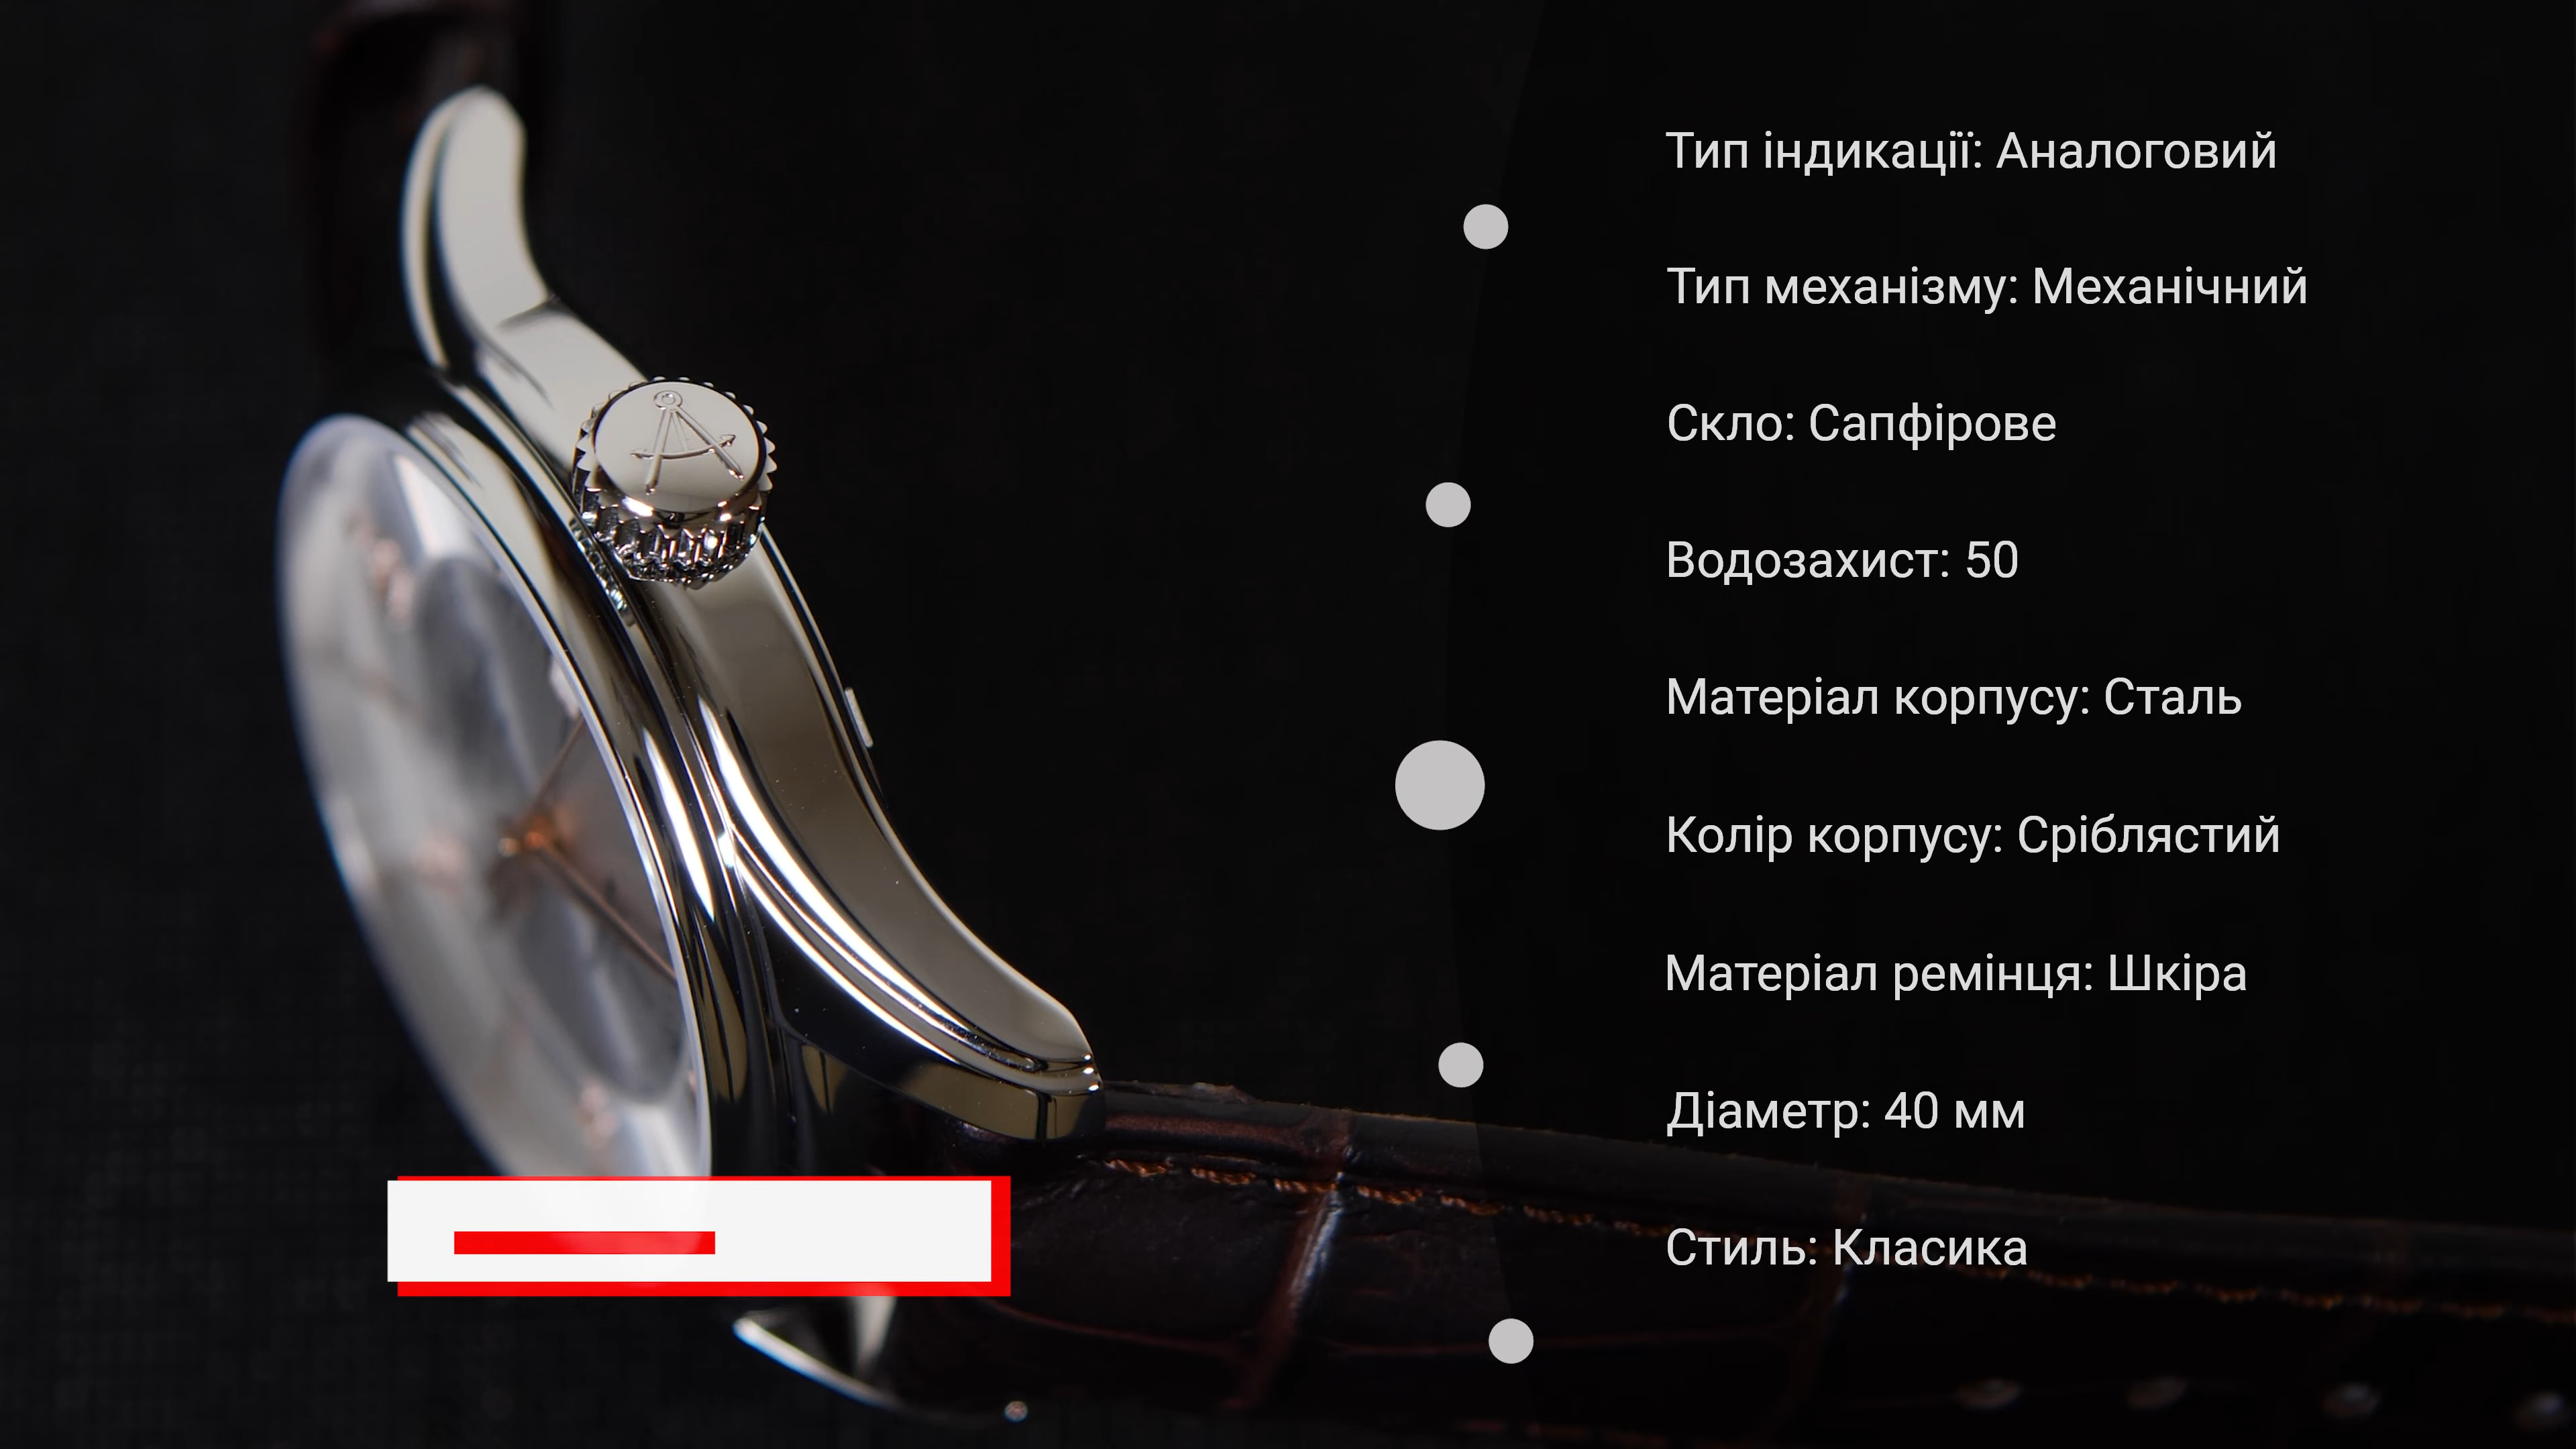 Тип індикації: Аналоговий
Тип механізму: Механічний
Скло: Сапфірове
Водозахист: 50
Матеріал корпусу: Сталь
Колір корпусу: Сріблястий
Матеріал ремінця: Шкіра
Діаметр: 40 мм
Стиль: Класика